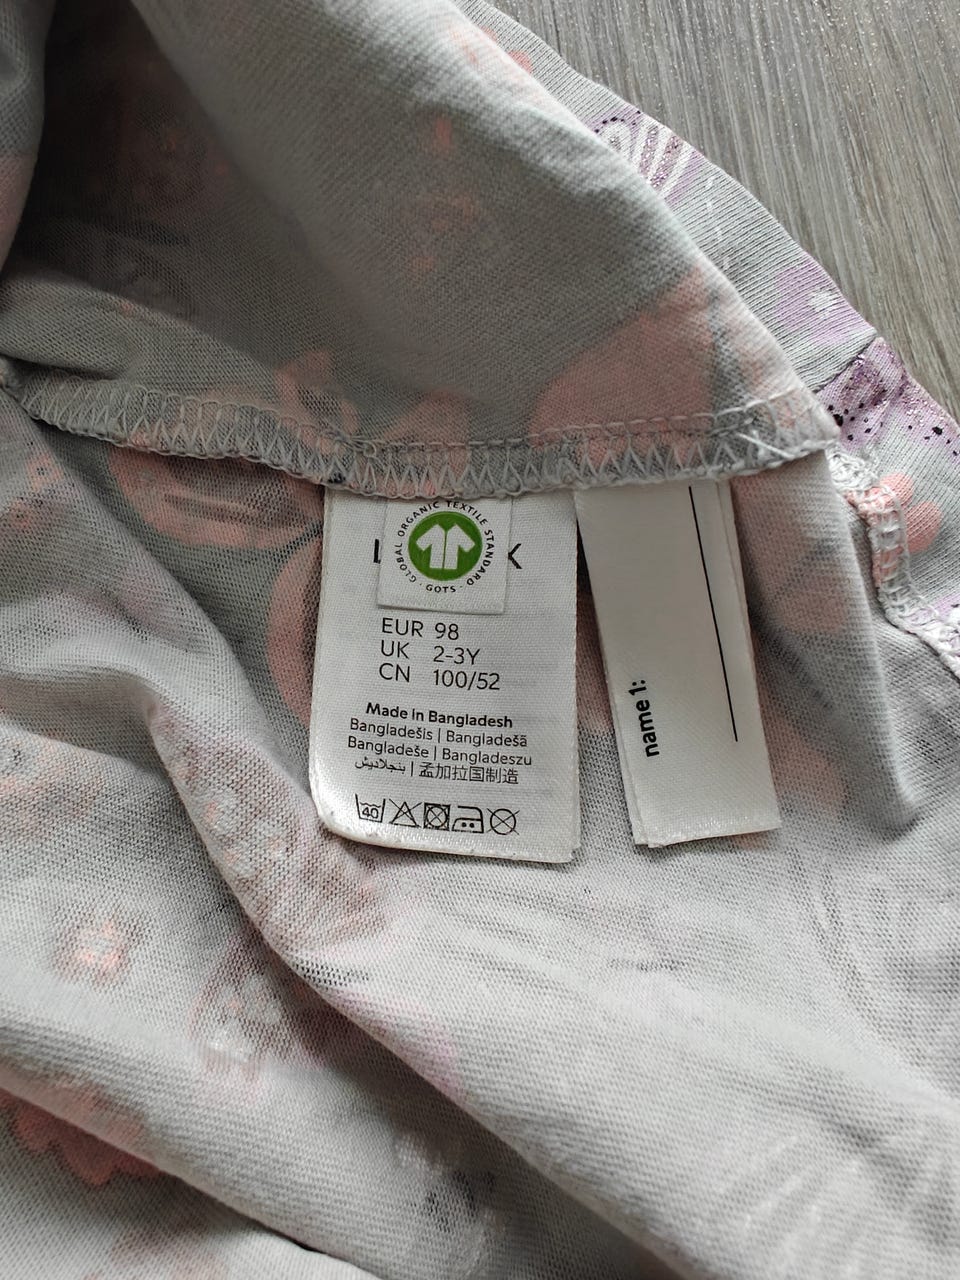 GLOBAL ORGANIC TEXTILE STANDARD · GOTS ·
EUR 98
UK 2-3Y
CN 100/52
Made in Bangladesh
Bangladešis | Bangladešā
Bangladeše | Bangladeszu
بنجلاديش | 孟加拉国制造
40
name 1: